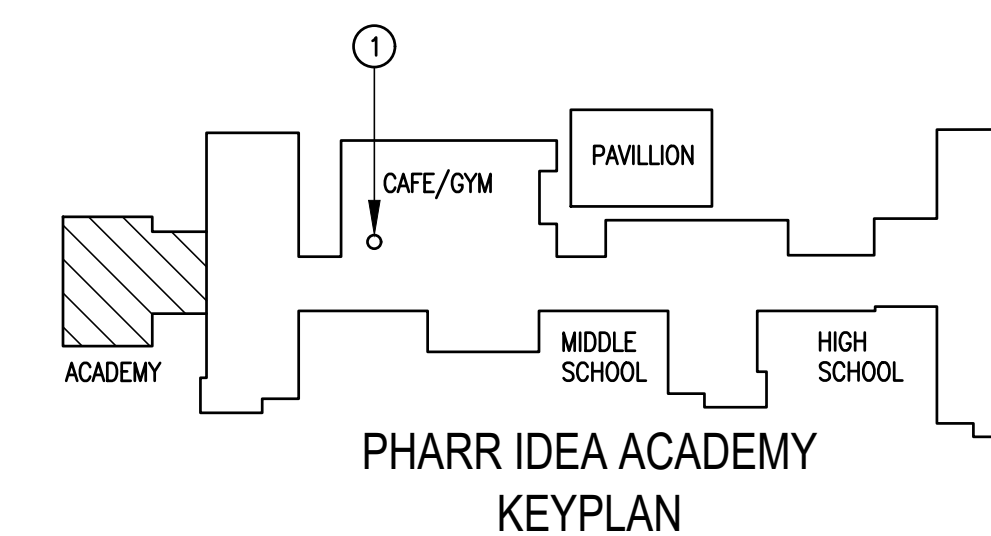 1
PAVILLION
CAFE/GYM
ACADEMY
MIDDLE
SCHOOL
HIGH
SCHOOL
PHARR IDEA ACADEMY
KEYPLAN